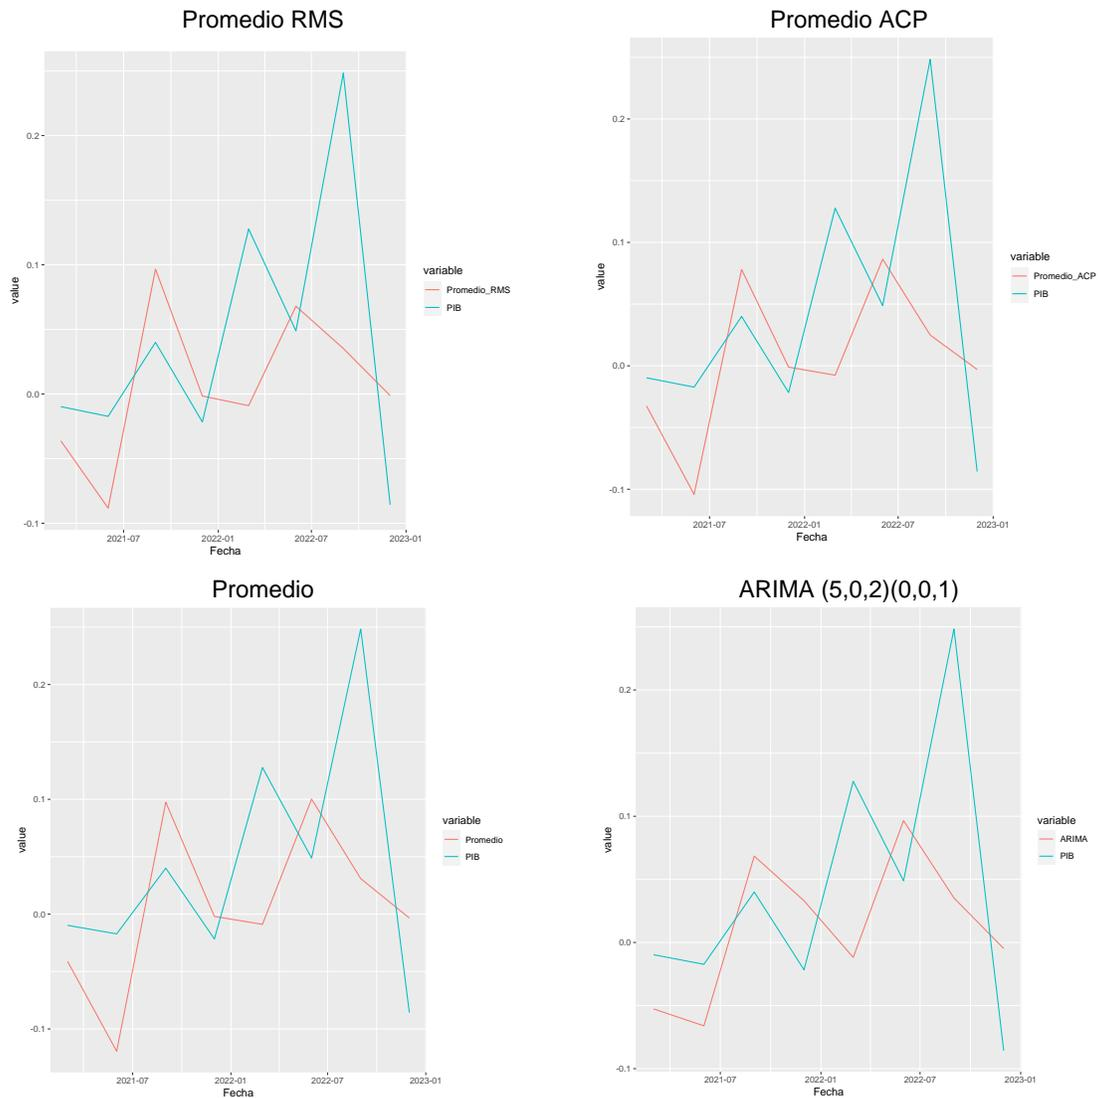 Promedio RMS
0.2
0.1
0.0
-0.1
value
2021-07
2022-01
2022-07
2023-01
Fecha
variable
Promedio_RMS
PIB
Promedio ACP
0.2
0.1
0.0
-0.1
value
2021-07
2022-01
2022-07
2023-01
Fecha
variable
Promedio_ACP
PIB
Promedio
0.2
0.1
0.0
-0.1
value
2021-07
2022-01
2022-07
2023-01
Fecha
variable
Promedio
PIB
ARIMA (5,0,2)(0,0,1)
0.2
0.1
0.0
-0.1
value
2021-07
2022-01
2022-07
2023-01
Fecha
variable
ARIMA
PIB